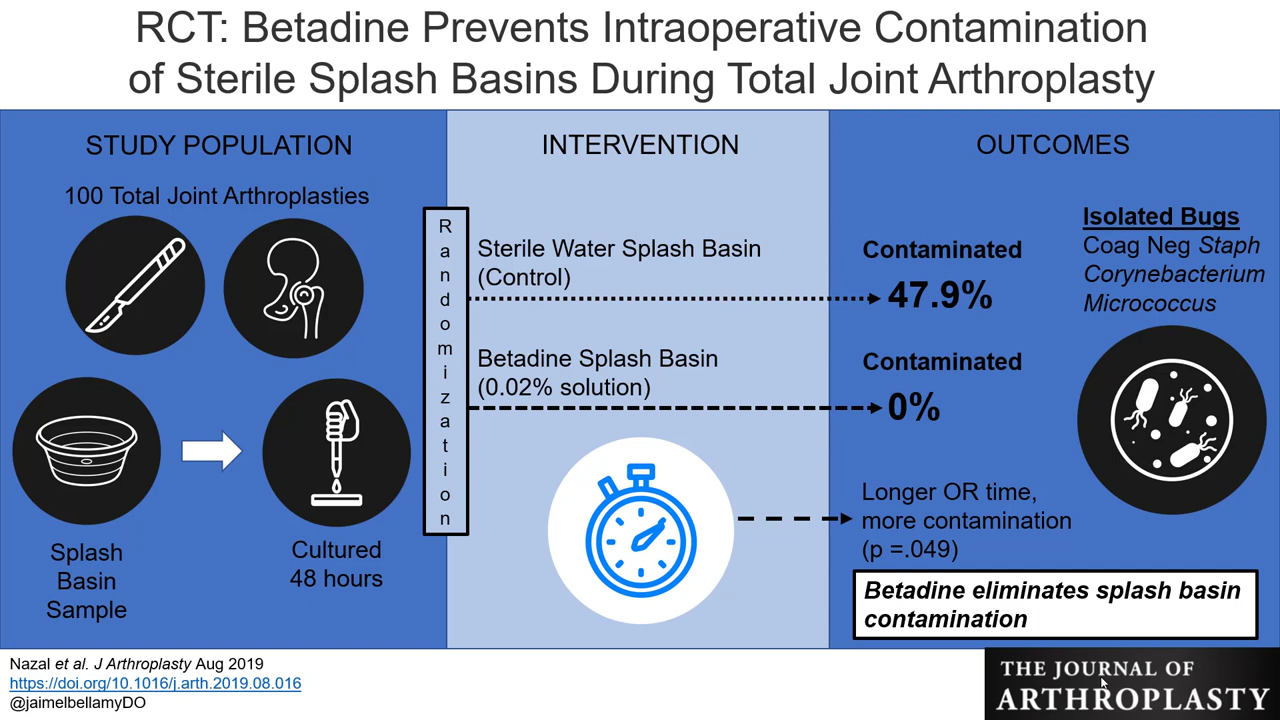 RCT: Betadine Prevents Intraoperative Contamination
of Sterile Splash Basins During Total Joint Arthroplasty
STUDY POPULATION
100 Total Joint Arthroplasties
Splash
Basin
Sample
Cultured
48 hours
Randomization
INTERVENTION
Sterile Water Splash Basin
(Control)
Betadine Splash Basin
(0.02% solution)
OUTCOMES
Contaminated
47.9%
Contaminated
0%
Isolated Bugs
Coag Neg Staph
Corynebacterium
Micrococcus
Longer OR time,
more contamination
(p =.049)
Betadine eliminates splash basin
contamination
Nazal et al. J Arthroplasty Aug 2019
https://doi.org/10.1016/j.arth.2019.08.016
@jaimelbellamyDO
THE JOURNAL OF
ARTHROPLASTY